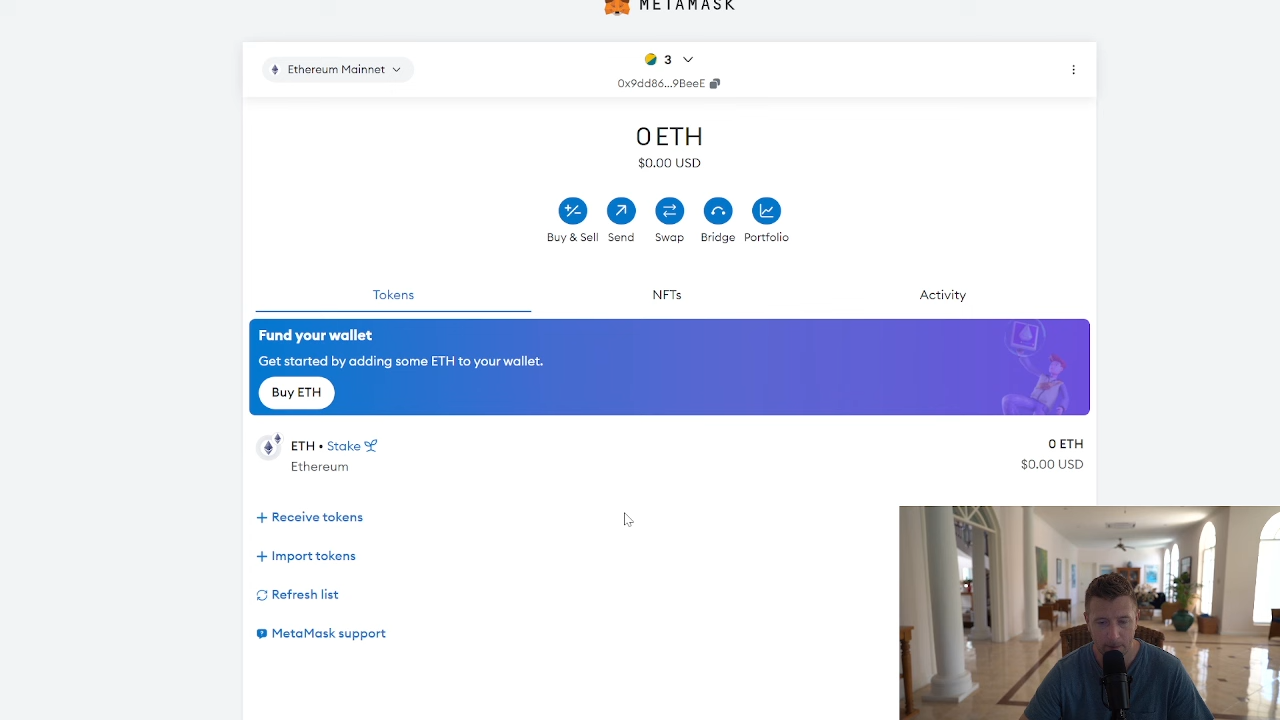 METAMASK
Ethereum Mainnet
3
0x9dd86...9BeeE
0 ETH
$0.00 USD
Buy & Sell
Send
Swap
Bridge
Portfolio
Tokens
NFTs
Activity
Fund your wallet
Get started by adding some ETH to your wallet.
Buy ETH
ETH • Stake
0 ETH
Ethereum
$0.00 USD
+ Receive tokens
+ Import tokens
Refresh list
MetaMask support